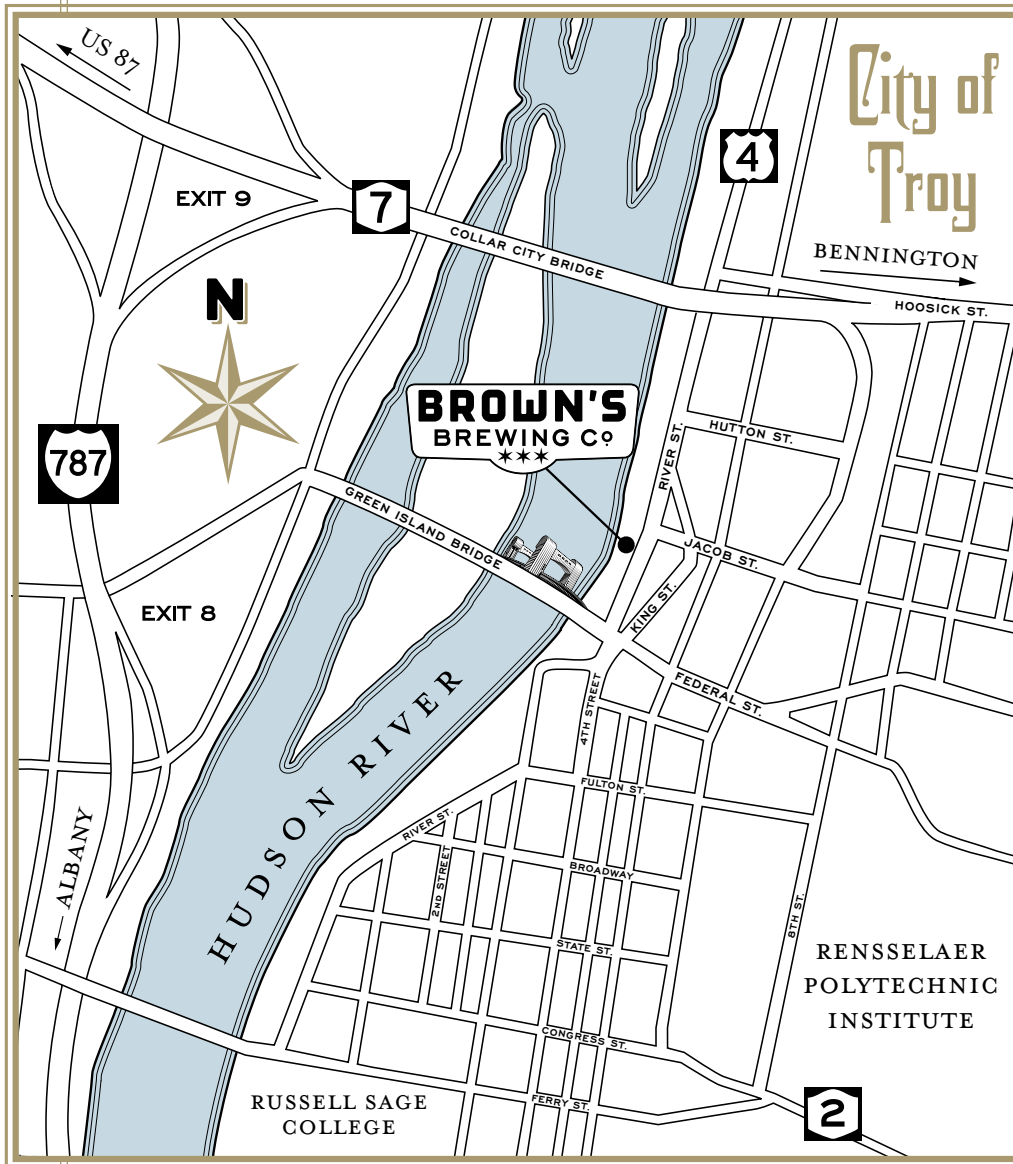 US 87
City of
Troy
4
EXIT 9
7
COLLAR CITY BRIDGE
BENNINGTON
HOOSICK ST.
N
BROWN'S
BREWING Cº
HUTTON ST.
RIVER ST.
787
GREEN ISLAND BRIDGE
JACOB ST.
KING ST.
EXIT 8
FEDERAL ST.
4TH STREET
HUDSON RIVER
FULTON ST.
RIVER ST.
ALBANY
2ND STREET
BROADWAY
8TH ST.
STATE ST.
RENSSELAER
POLYTECHNIC
INSTITUTE
CONGRESS ST.
RUSSELL SAGE
COLLEGE
FERRY ST.
2